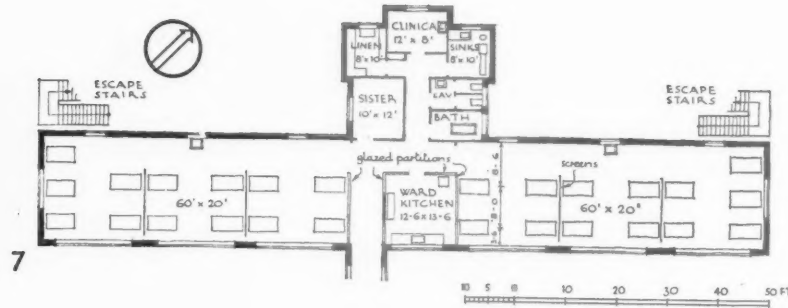 CLINICAL
12' x 8'
LINEN
8' x 10'
SINKS
8' x 10'
ESCAPE
STAIRS
SISTER
10' x 12'
LAV
BATH
ESCAPE
STAIRS
glazed partitions
8'-6
SCREENS
60' x 20'
WARD
KITCHEN
12-6 x 13-6
8'-0
60' x 20'
3-6
7
10 5 0 10 20 30 40 50 FT